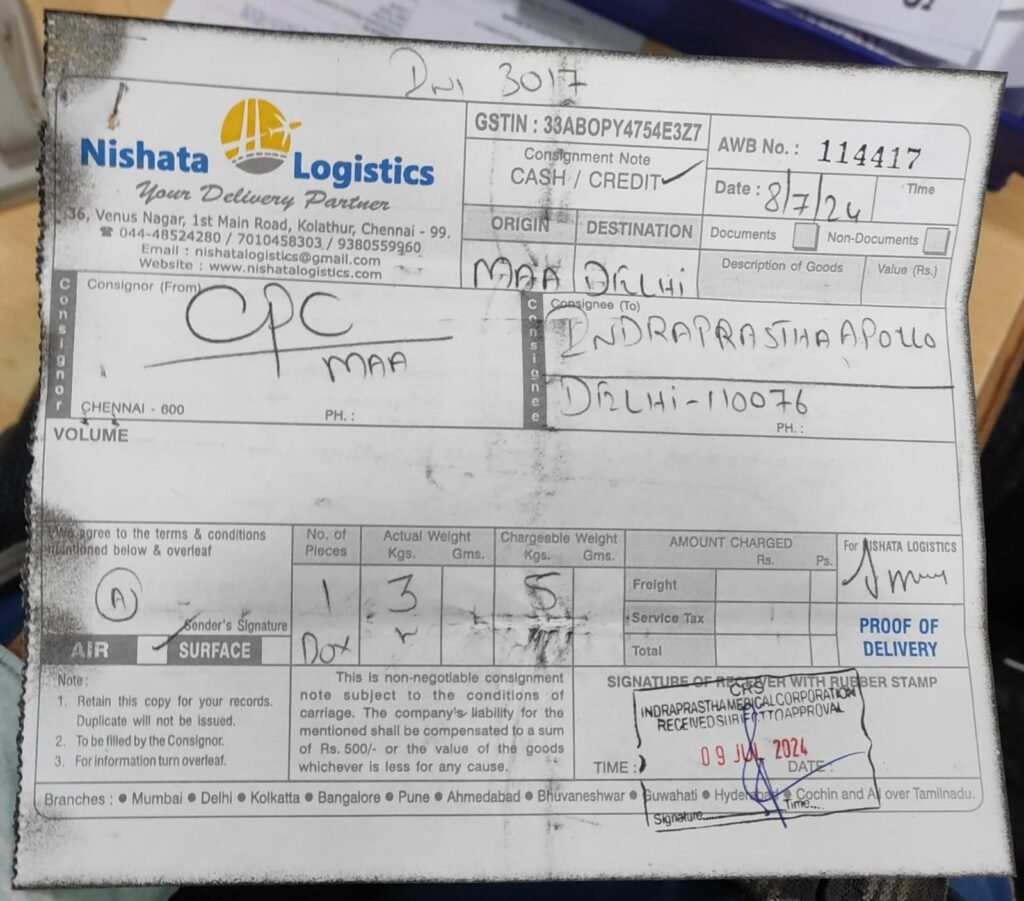 3017
Nishata Logistics
Your Delivery Partner
36, Venus Nagar, 1st Main Road, Kolathur, Chennai - 99.
☎ 044-48524280 / 7010458303 / 9380559960
Email : nishatalogistics@gmail.com
Website : www.nishatalogistics.com
GSTIN : 33ABOPY4754E3Z7
Consignment Note
CASH / CREDIT ✓
AWB No. : 114417
Date : 8/7/24
Time
ORIGIN DESTINATION
MAA DELHI
Documents Non-Documents
Description of Goods Value (Rs.)
Consignor
Consignor (From)
CPC
MAA
CHENNAI - 600 PH. :
Consignee
Consignee (To)
INDRAPRASTHA APOLLO
DELHI-110076
PH. :
VOLUME
We agree to the terms & conditions
mentioned below & overleaf
A
Sender's Signature
AIR SURFACE
No. of Pieces
1
Actual Weight
Kgs. Gms.
3
Chargeable Weight
Kgs. Gms.
5
AMOUNT CHARGED
Rs. Ps.
Freight
Service Tax
Total
For NISHATA LOGISTICS
PROOF OF
DELIVERY
Note :
1. Retain this copy for your records.
Duplicate will not be issued.
2. To be filled by the Consignor.
3. For information turn overleaf.
This is non-negotiable consignment
note subject to the conditions of
carriage. The company's liability for the
mentioned shall be compensated to a sum
of Rs. 500/- or the value of the goods
whichever is less for any cause.
SIGNATURE OF RECEIVER WITH RUBBER STAMP
CRS
INDRAPRASTHA MEDICAL CORPORATION
RECEIVED SUBJECT TO APPROVAL
09 JUL 2024
TIME : DATE :
Signature Time
Branches : ● Mumbai ● Delhi ● Kolkatta ● Bangalore ● Pune ● Ahmedabad ● Bhuvaneshwar ● Guwahati ● Hyderabad ● Cochin and All over Tamilnadu.